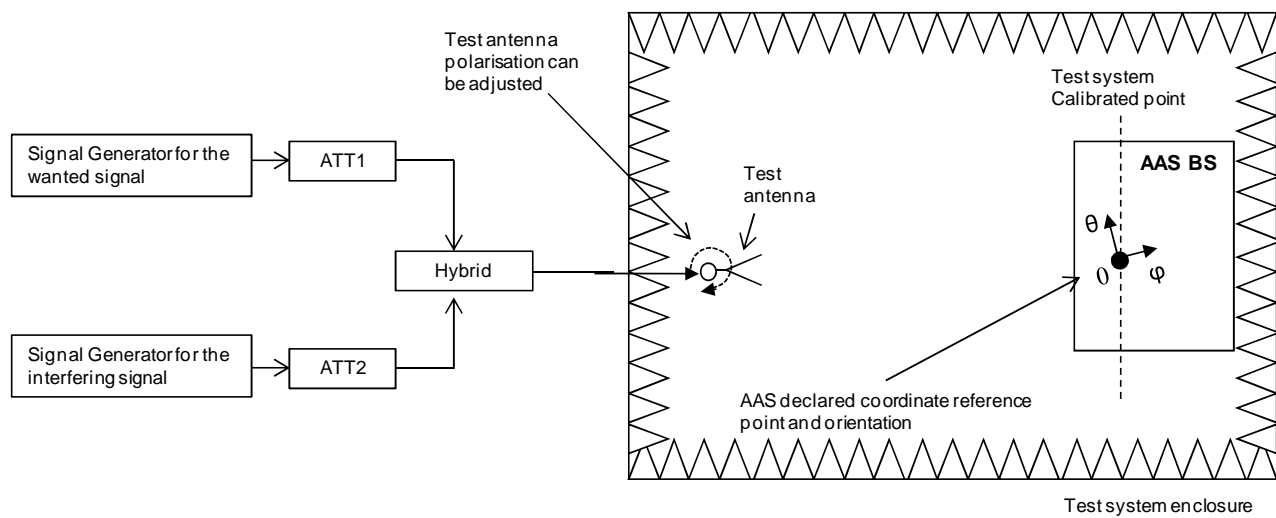 Test antenna
polarisation can
be adjusted
Test system
Calibrated point
Signal Generator for the
wanted signal
ATT1
AAS BS
Test
antenna
θ
Hybrid
0
φ
Signal Generator for the
interfering signal
ATT2
AAS declared coordinate reference
point and orientation
Test system enclosure